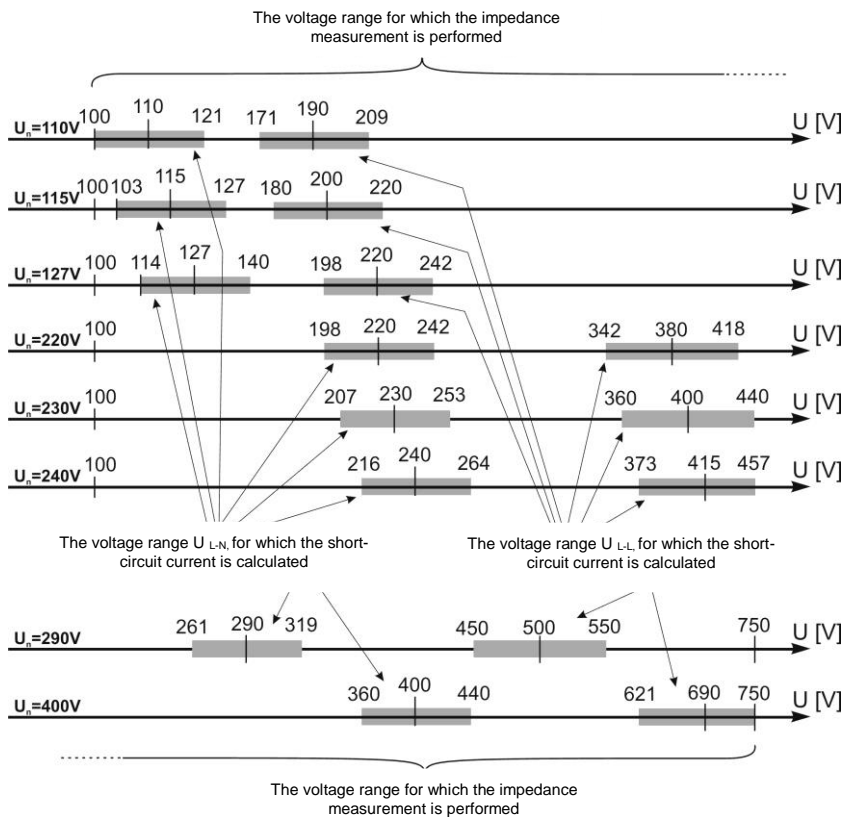 The voltage range for which the impedance
measurement is performed
100 110 121 171 190 209 U [V]
Uₙ=110V
100 103 115 127 180 200 220 U [V]
Uₙ=115V
100 114 127 140 198 220 242 U [V]
Uₙ=127V
100 198 220 242 342 380 418 U [V]
Uₙ=220V
100 207 230 253 360 400 440 U [V]
Uₙ=230V
100 216 240 264 373 415 457 U [V]
Uₙ=240V
The voltage range U L-N, for which the short-
circuit current is calculated
The voltage range U L-L, for which the short-
circuit current is calculated
261 290 319 450 500 550 750 U [V]
Uₙ=290V
360 400 440 621 690 750 U [V]
Uₙ=400V
The voltage range for which the impedance
measurement is performed